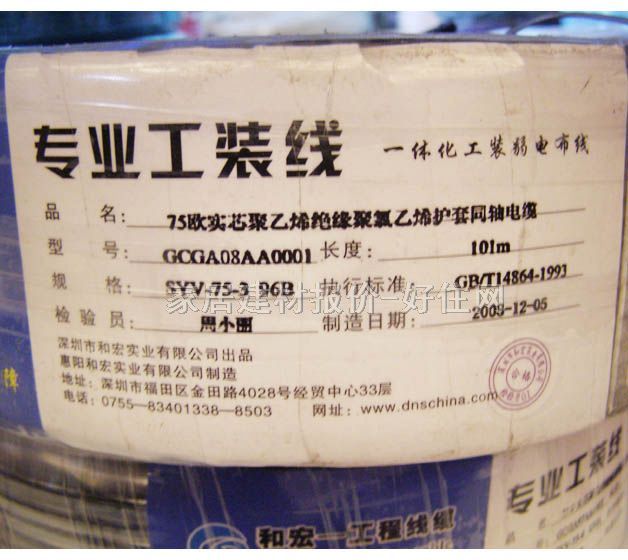 专业工装线 一体化工装弱电布线
品 名： 75欧实芯聚乙烯绝缘聚氯乙烯护套同轴电缆
型 号： GCGA08AA0001 长度： 101m
规 格： SYV-75-3 96B 执行标准： GB/T14864-1993
检 验 员： 周小丽 制造日期： 2005-12-05
家居建材报价-好住网
深圳市和宏实业有限公司出品
惠阳和宏实业有限公司制造
地址：深圳市福田区金田路4028号经贸中心33层
电话：0755—83401338—8503 网址：www.dnschina.com
合格
障
专业工装线
和宏—工程线缆